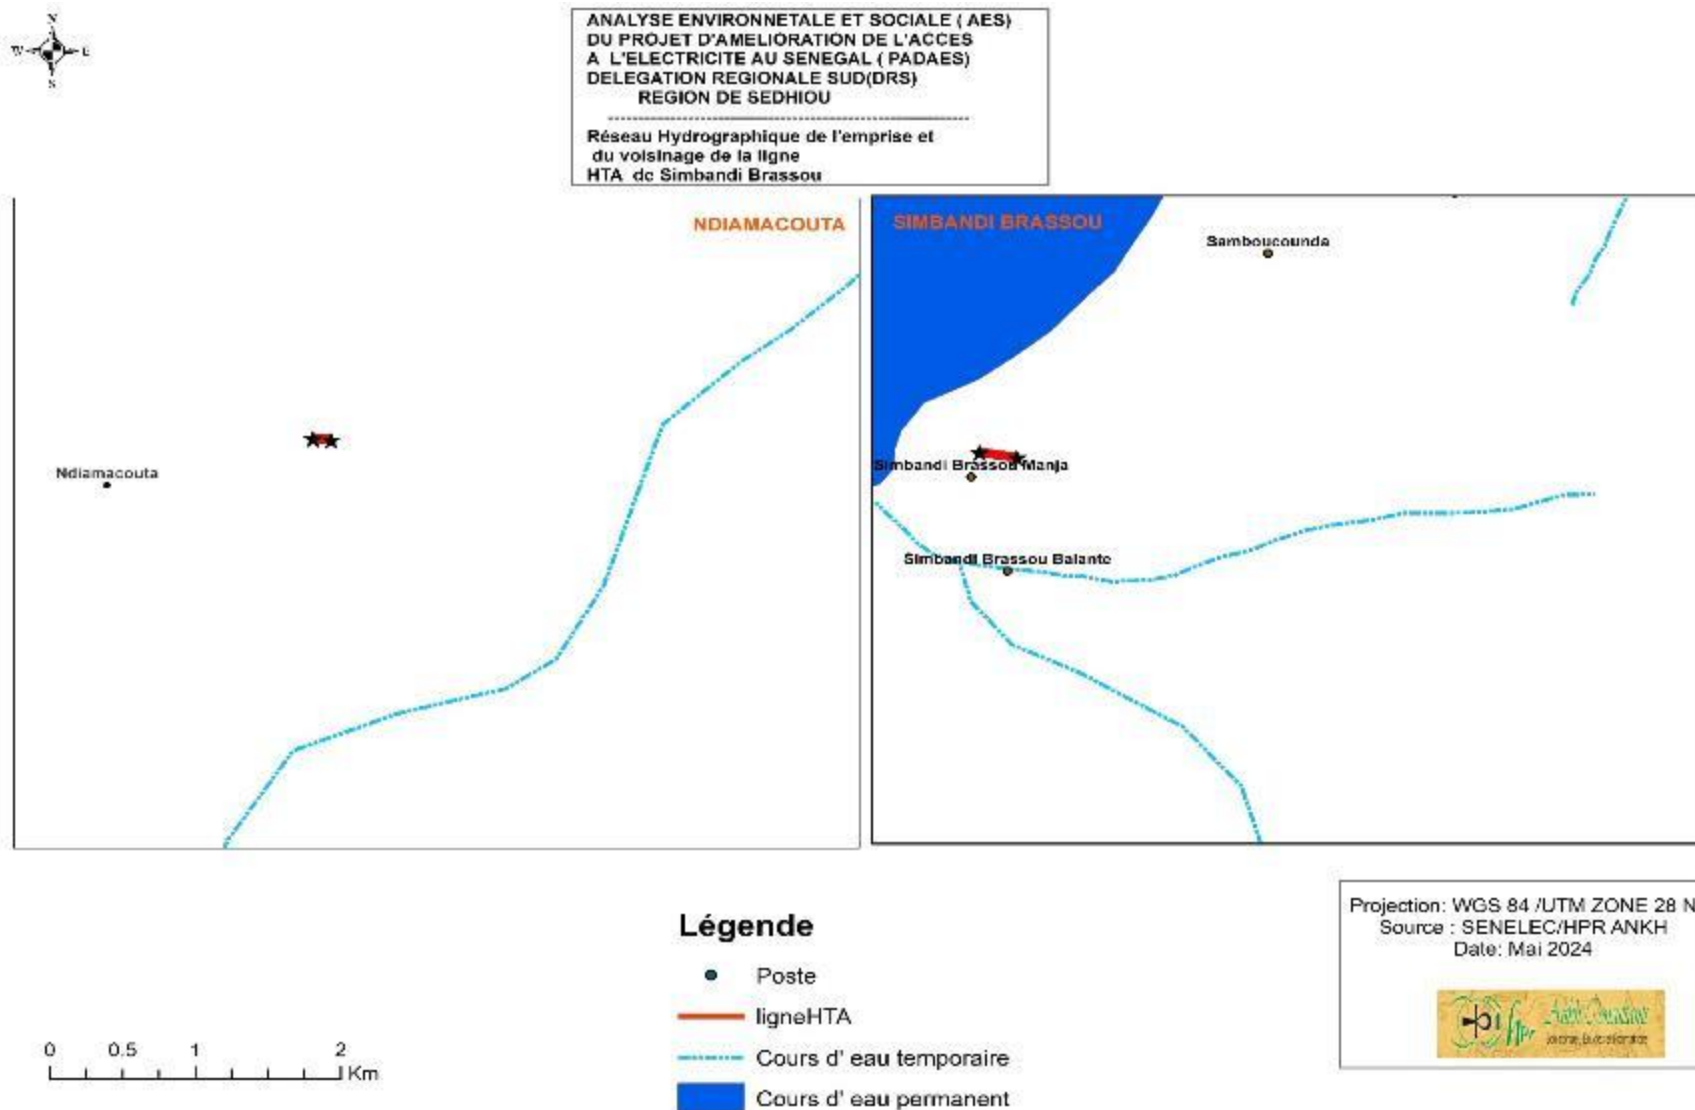 N
W E
S
ANALYSE ENVIRONNETALE ET SOCIALE ( AES)
DU PROJET D'AMELIORATION DE L'ACCES
A L'ELECTRICITE AU SENEGAL ( PADAES)
DELEGATION REGIONALE SUD(DRS)
REGION DE SEDHIOU
Réseau Hydrographique de l'emprise et
du voisinage de la ligne
HTA de Simbandi Brassou
NDIAMACOUTA
Ndiamacouta
SIMBANDI BRASSOU
Samboucounda
Simbandi Brassou Manja
Simbandi Brassou Balante
Légende
Poste
ligneHTA
Cours d' eau temporaire
Cours d' eau permanent
0 0.5 1 2
Km
Projection: WGS 84 /UTM ZONE 28 N
Source : SENELEC/HPR ANKH
Date: Mai 2024